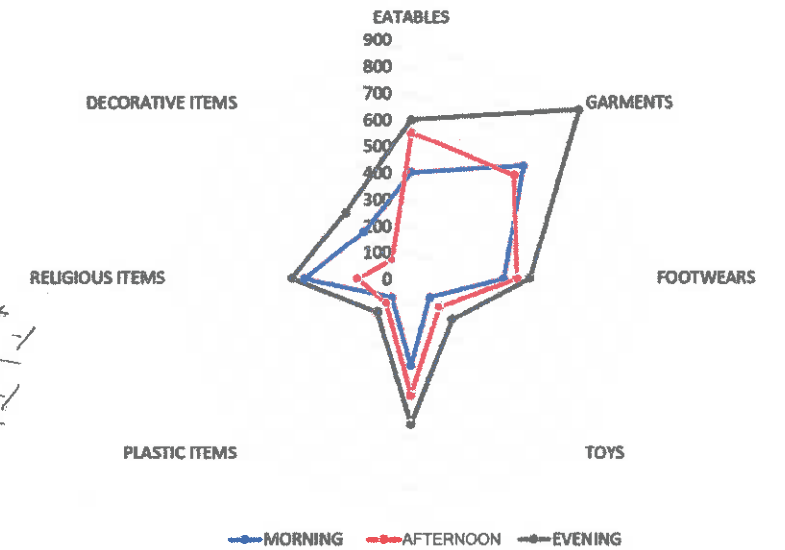 EATABLES
900
800
DECORATIVE ITEMS
700
GARMENTS
600
500
400
300
200
100
RELIGIOUS ITEMS
0
FOOTWEARS
PLASTIC ITEMS
TOYS
MORNING AFTERNOON EVENING